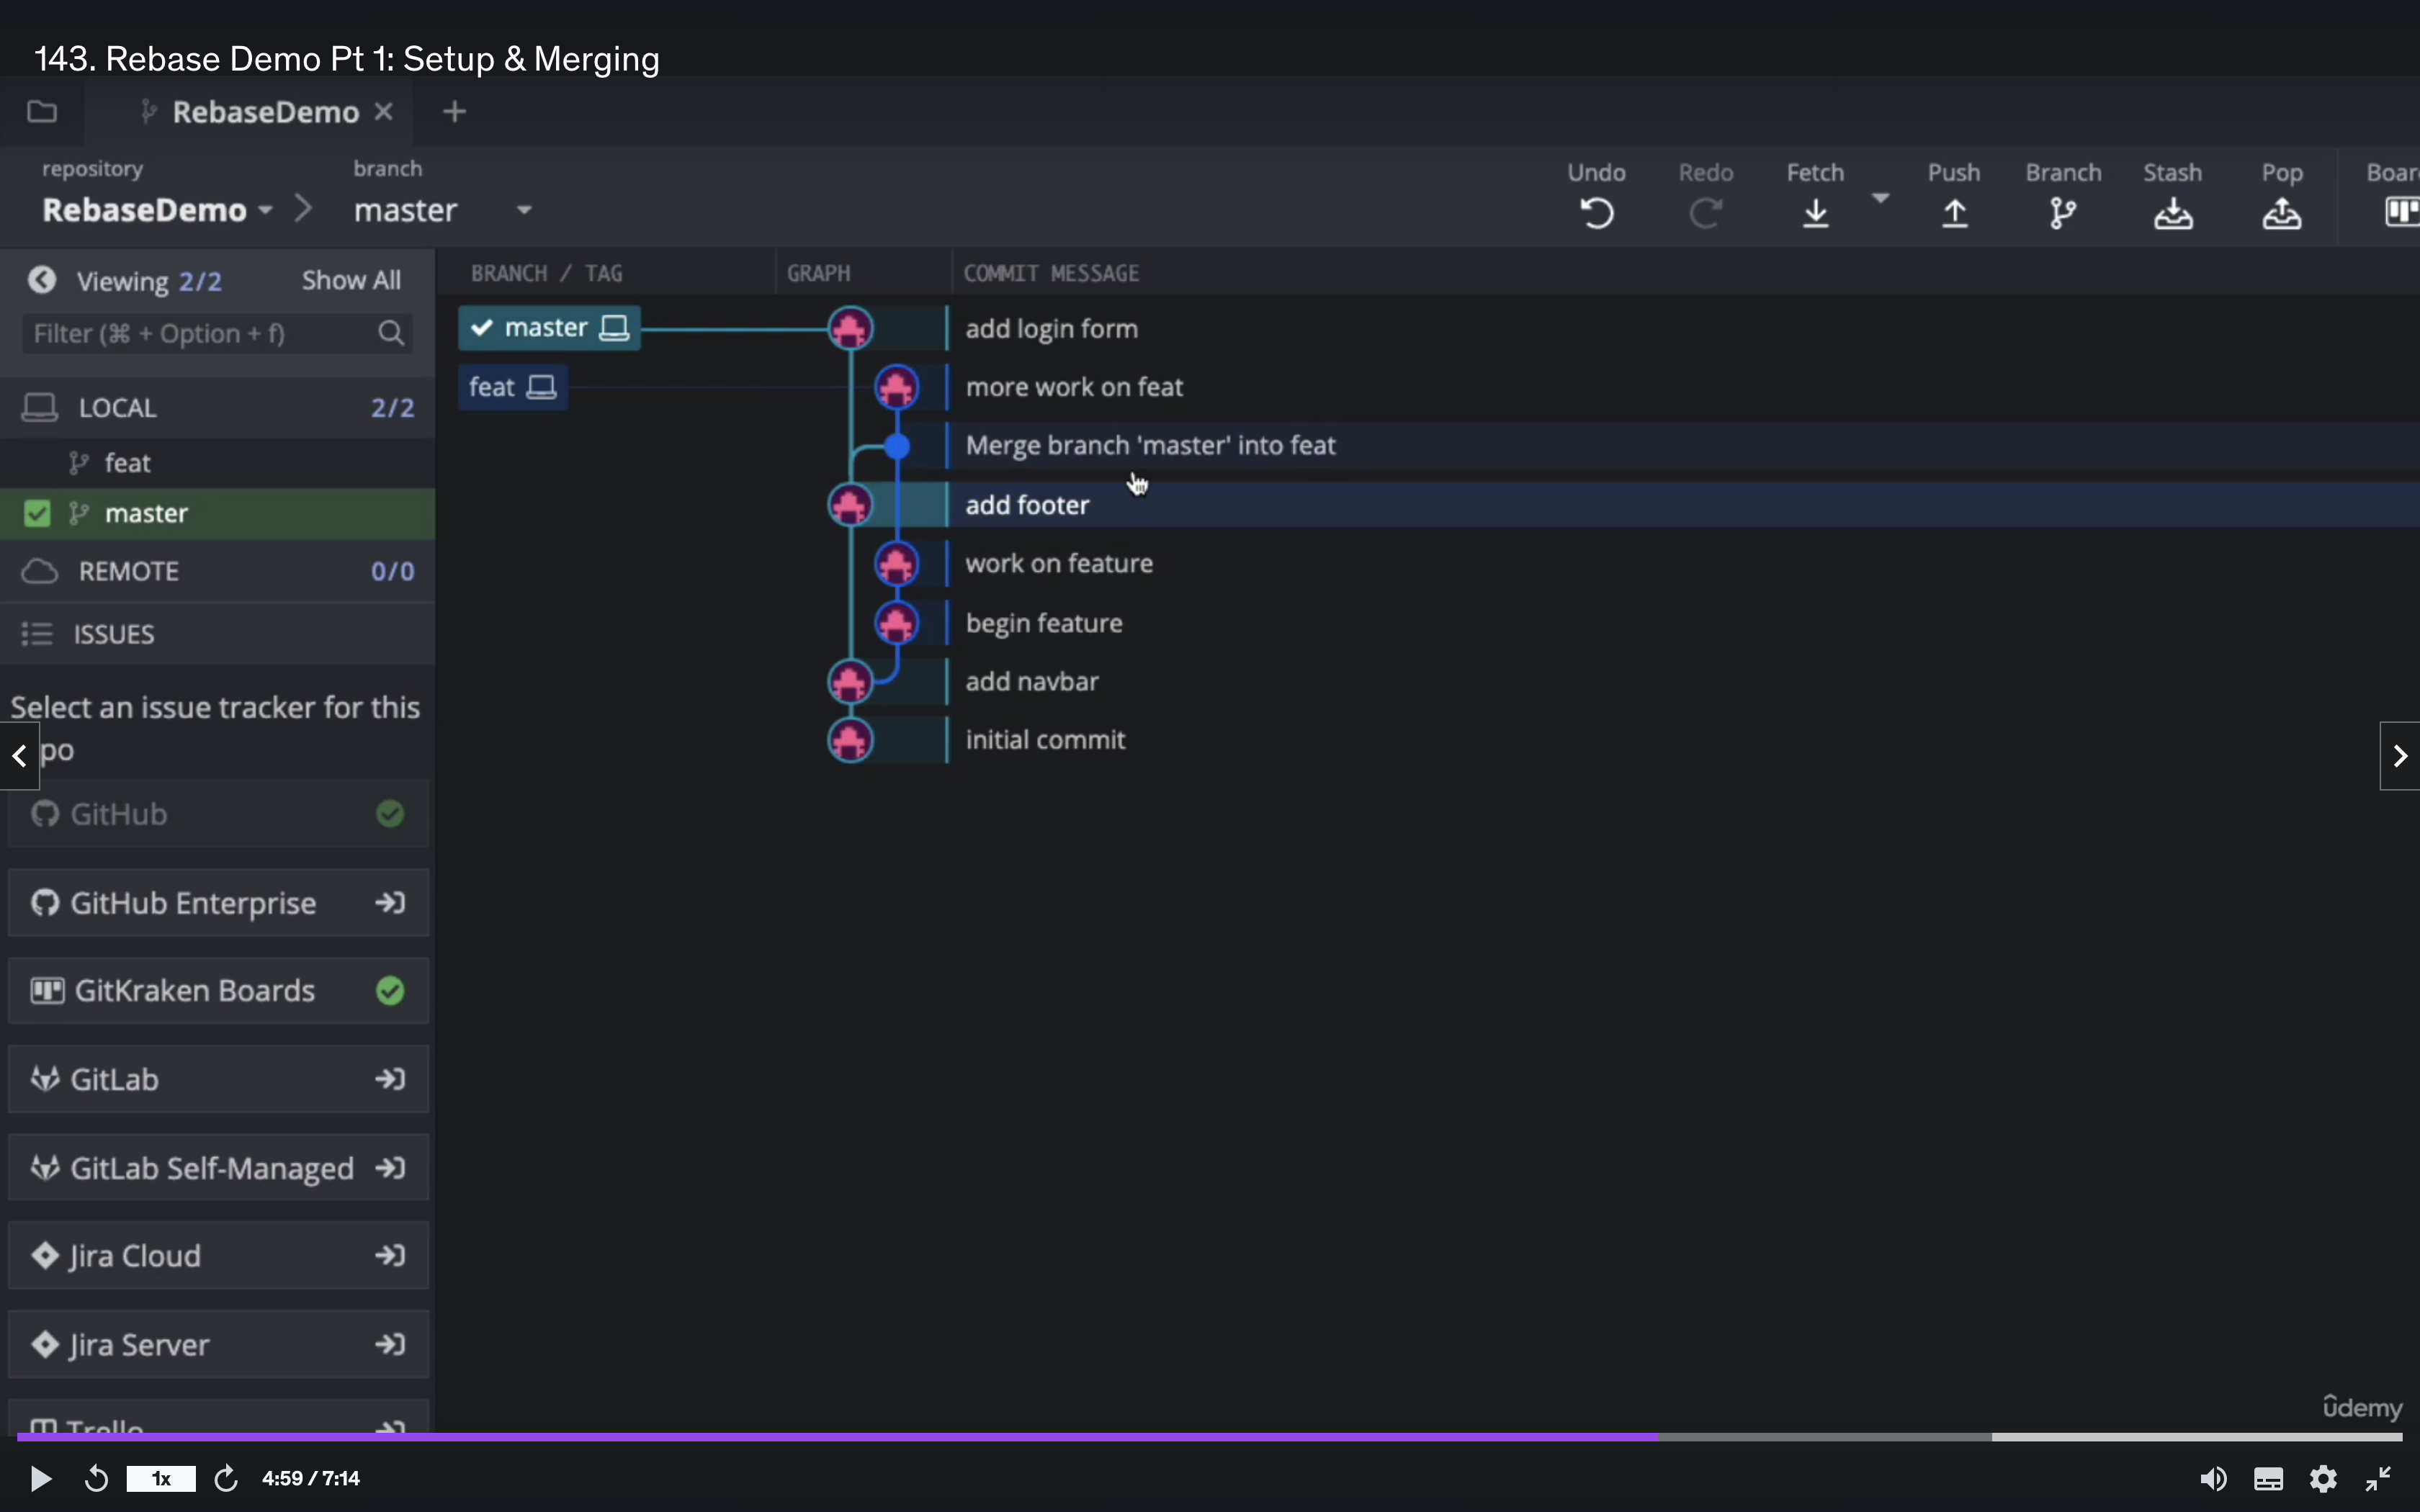 143. Rebase Demo Pt 1: Setup & Merging
RebaseDemo
repository
branch
RebaseDemo
master
Undo
Redo
Fetch
Push
Branch
Stash
Pop
Viewing 2/2
Show All
Filter (⌘ + Option + f)
LOCAL 2/2
feat
master
REMOTE 0/0
ISSUES
Select an issue tracker for this
po
GitHub
GitHub Enterprise
GitKraken Boards
GitLab
GitLab Self-Managed
Jira Cloud
Jira Server
Trello
BRANCH / TAG
GRAPH
COMMIT MESSAGE
master
add login form
feat
more work on feat
Merge branch 'master' into feat
add footer
work on feature
begin feature
add navbar
initial commit
ûdemy
1x
4:59 / 7:14